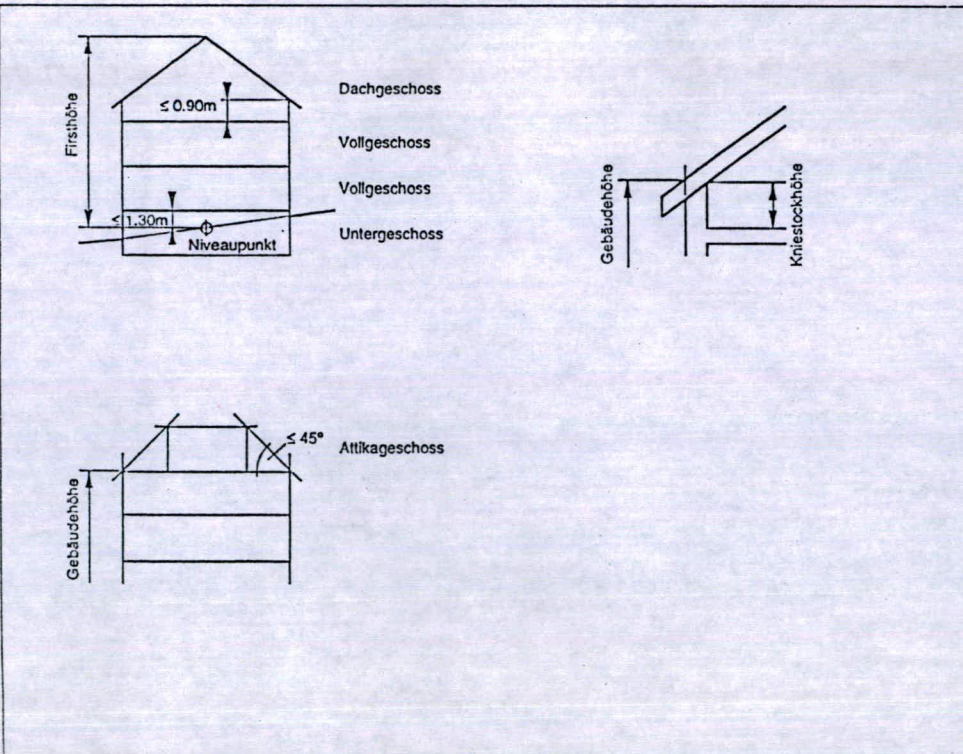 Firsthöhe
≤ 0.90m
Dachgeschoss
Vollgeschoss
Vollgeschoss
≤ 1.30m
Niveaupunkt
Untergeschoss
Gebäudehöhe
Kniestockhöhe
≤ 45°
Attikageschoss
Gebäudehöhe